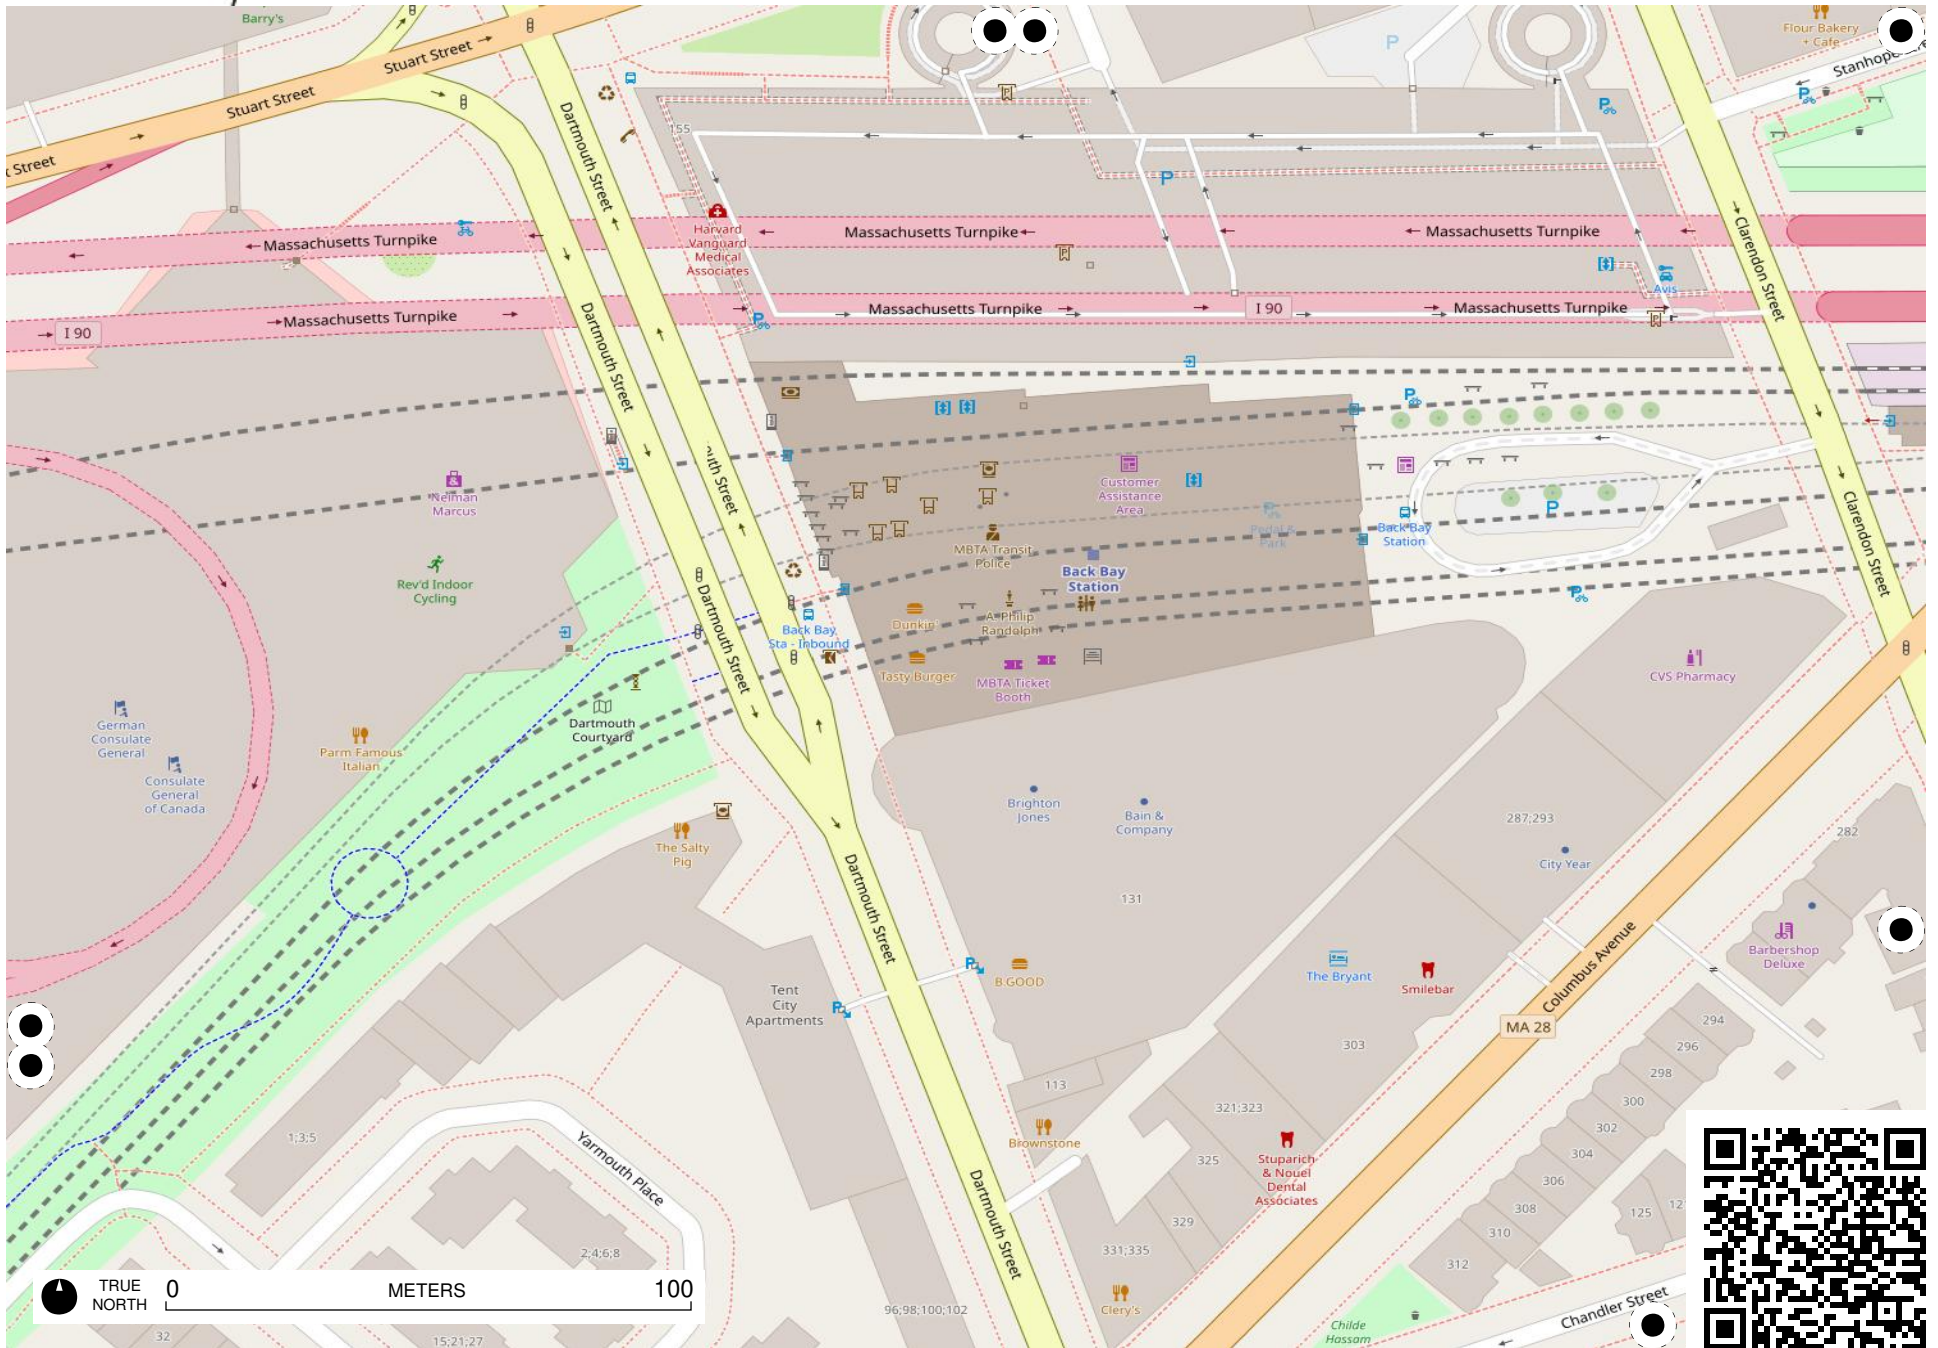 Barry's
Flour Bakery
+ Cafe
Stuart Street
Stuart Street
Street
Stanhope
Dartmouth Street
155
P
P
Clarendon Street
Harvard
Vanguard
Medical
Associates
Massachusetts Turnpike
Massachusetts Turnpike
Massachusetts Turnpike
Avis
Massachusetts Turnpike
Massachusetts Turnpike
I 90
Massachusetts Turnpike
I 90
Dartmouth Street
outh Street
Neiman
Marcus
Customer
Assistance
Area
Pedal &
Park
Back Bay
Station
P
Clarendon Street
MBTA Transit
Police
Back Bay
Station
Rev'd Indoor
Cycling
Dartmouth Street
Back Bay
Sta - Inbound
Dunkin'
A. Philip
Randolph
Tasty Burger
MBTA Ticket
Booth
CVS Pharmacy
German
Consulate
General
Dartmouth
Courtyard
Parm Famous
Italian
Consulate
General
of Canada
Brighton
Jones
Bain &
Company
287;293
282
The Salty
Pig
City Year
131
Dartmouth Street
Barbershop
Deluxe
Columbus Avenue
B.GOOD
The Bryant
Smilebar
Tent
City
Apartments
MA 28
294
296
303
298
113
300
321;323
302
1;3;5
Brownstone
304
Yarmouth Place
325
Stuparich
& Nouel
Dental
Associates
306
308
125
12
329
310
Dartmouth Street
2;4;6;8
331;335
312
TRUE
NORTH
0
METERS
100
Clery's
96;98;100;102
Chandler Street
Childe
Hassam
32
15;21;27